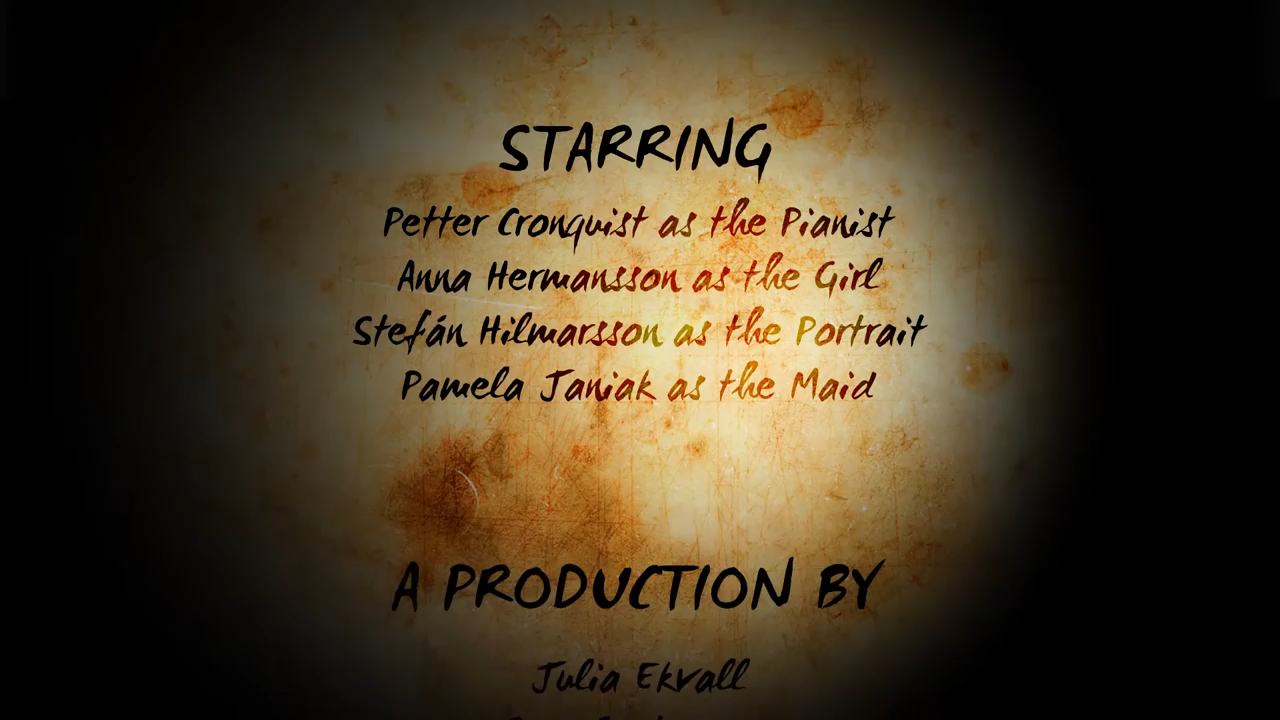 STARRING
Petter Cronquist as the Pianist
Anna Hermansson as the Girl
Stefán Hilmarsson as the Portrait
Pamela Janiak as the Maid
A PRODUCTION BY
Julia Ekvall